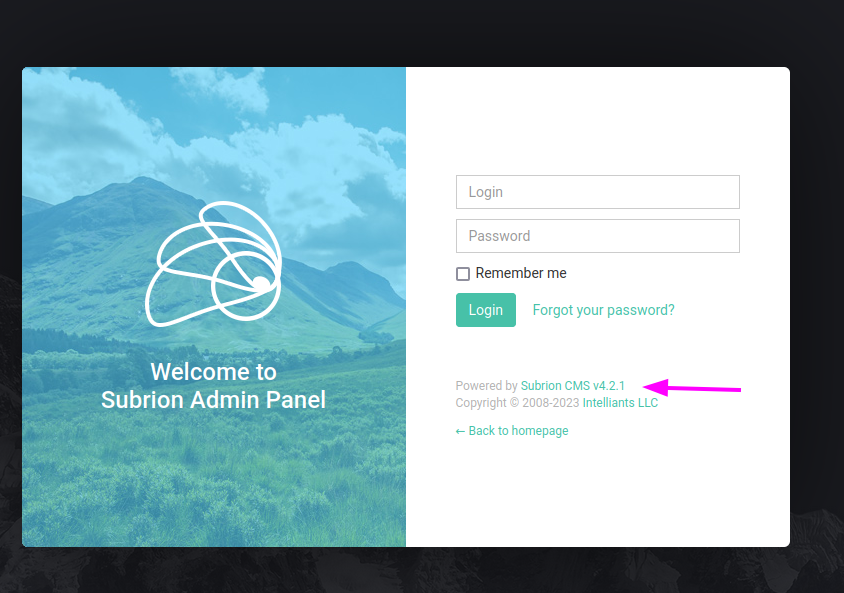 Welcome to
Subrion Admin Panel
Login
Password
Remember me
Login Forgot your password?
Powered by Subrion CMS v4.2.1
Copyright © 2008-2023 Intelliants LLC
← Back to homepage